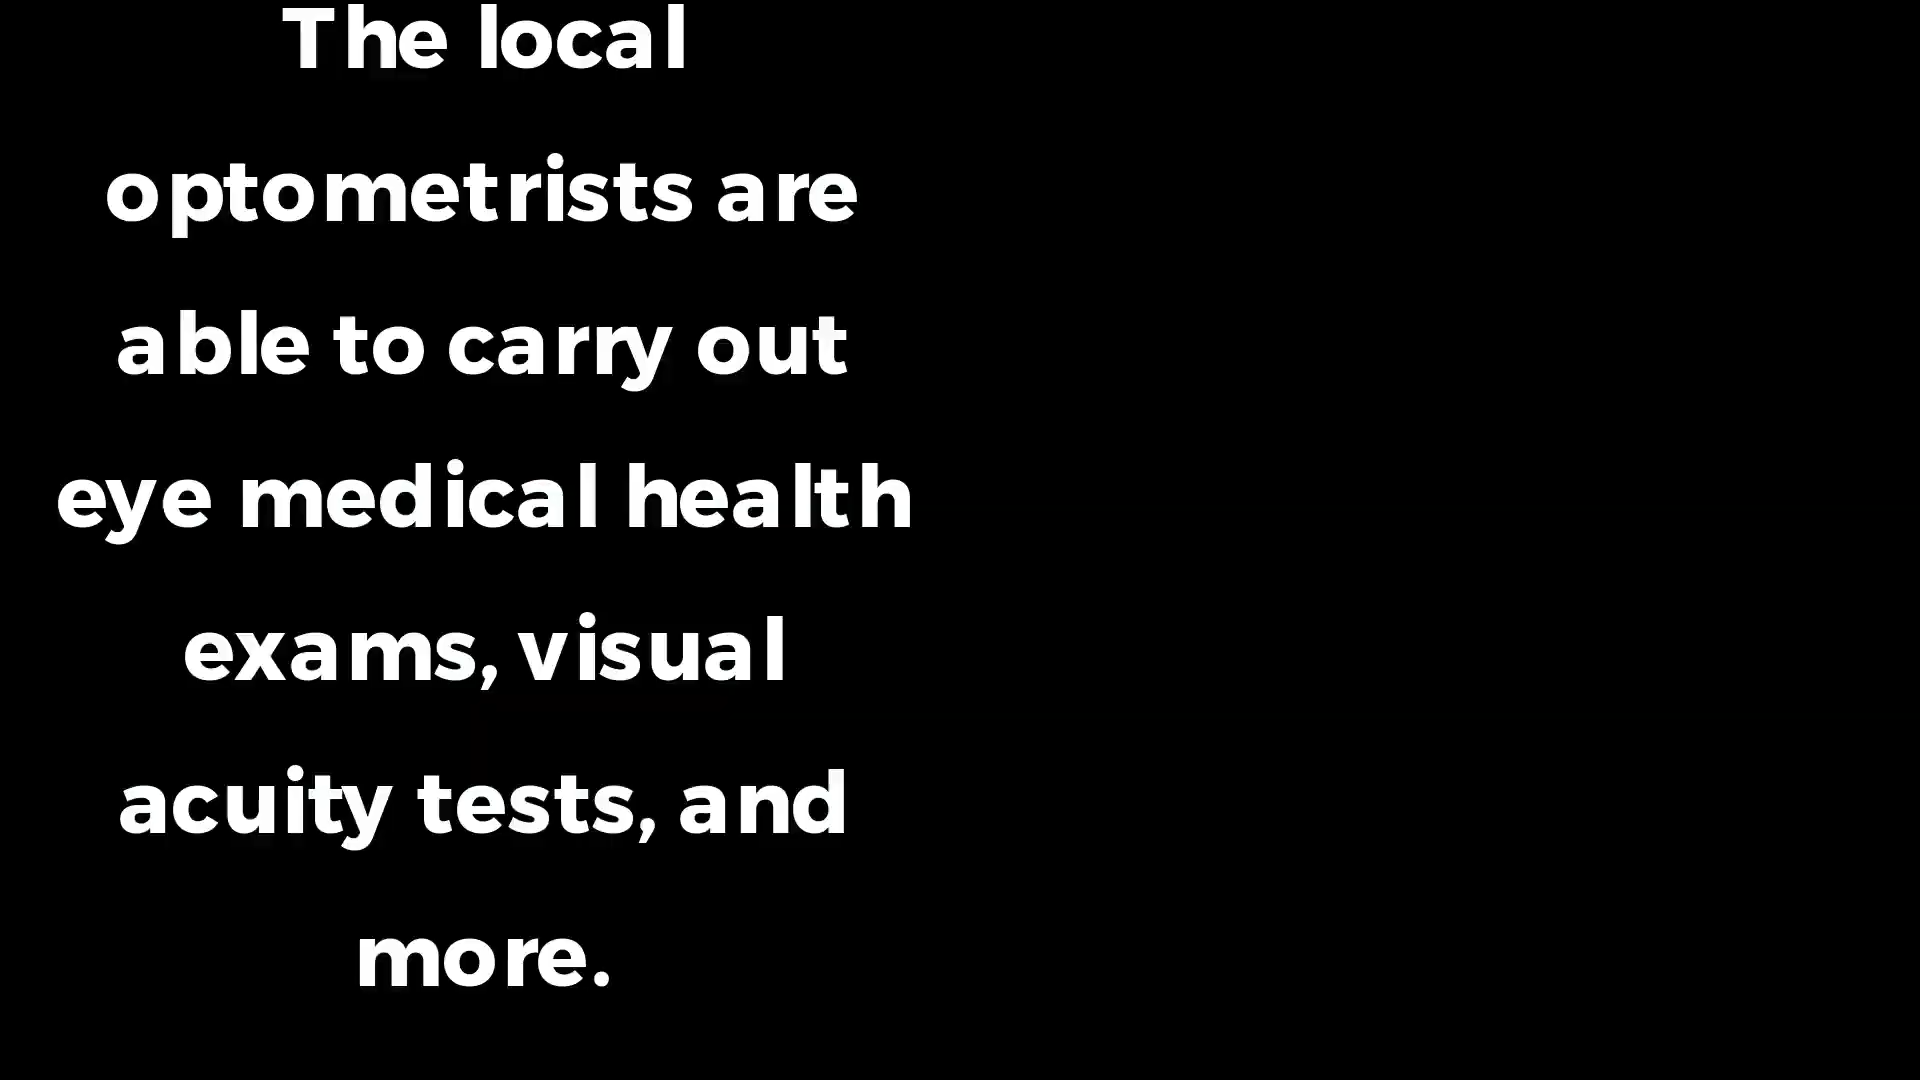 The local
optometrists are
able to carry out
eye medical health
exams, visual
acuity tests, and
more.